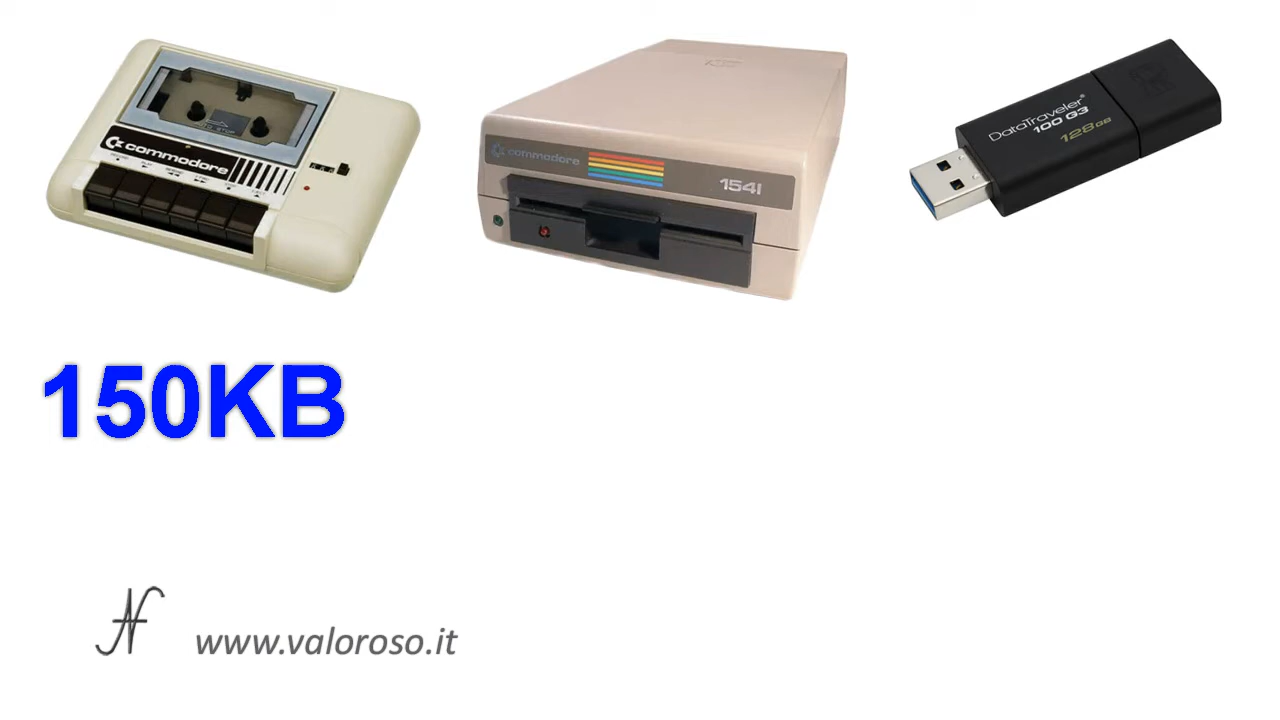 commodore
commodore
1541
DataTraveler®
100 G3
128GB
150KB
www.valoroso.it